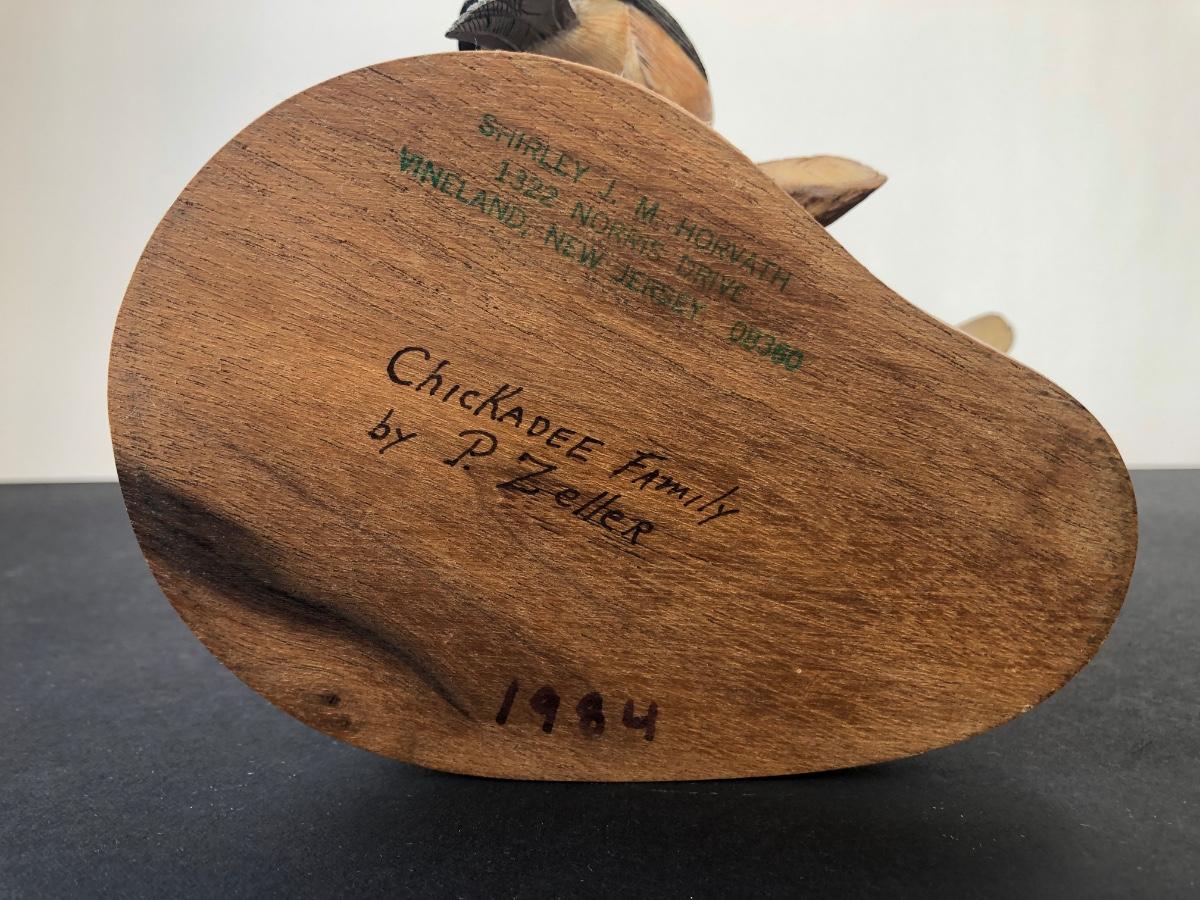 SHIRLEY J. M. HORVATH
1322 NORRIS DRIVE
VINELAND, NEW JERSEY 08360
ChicKADEE FAmily
by P. ZelleR
1984